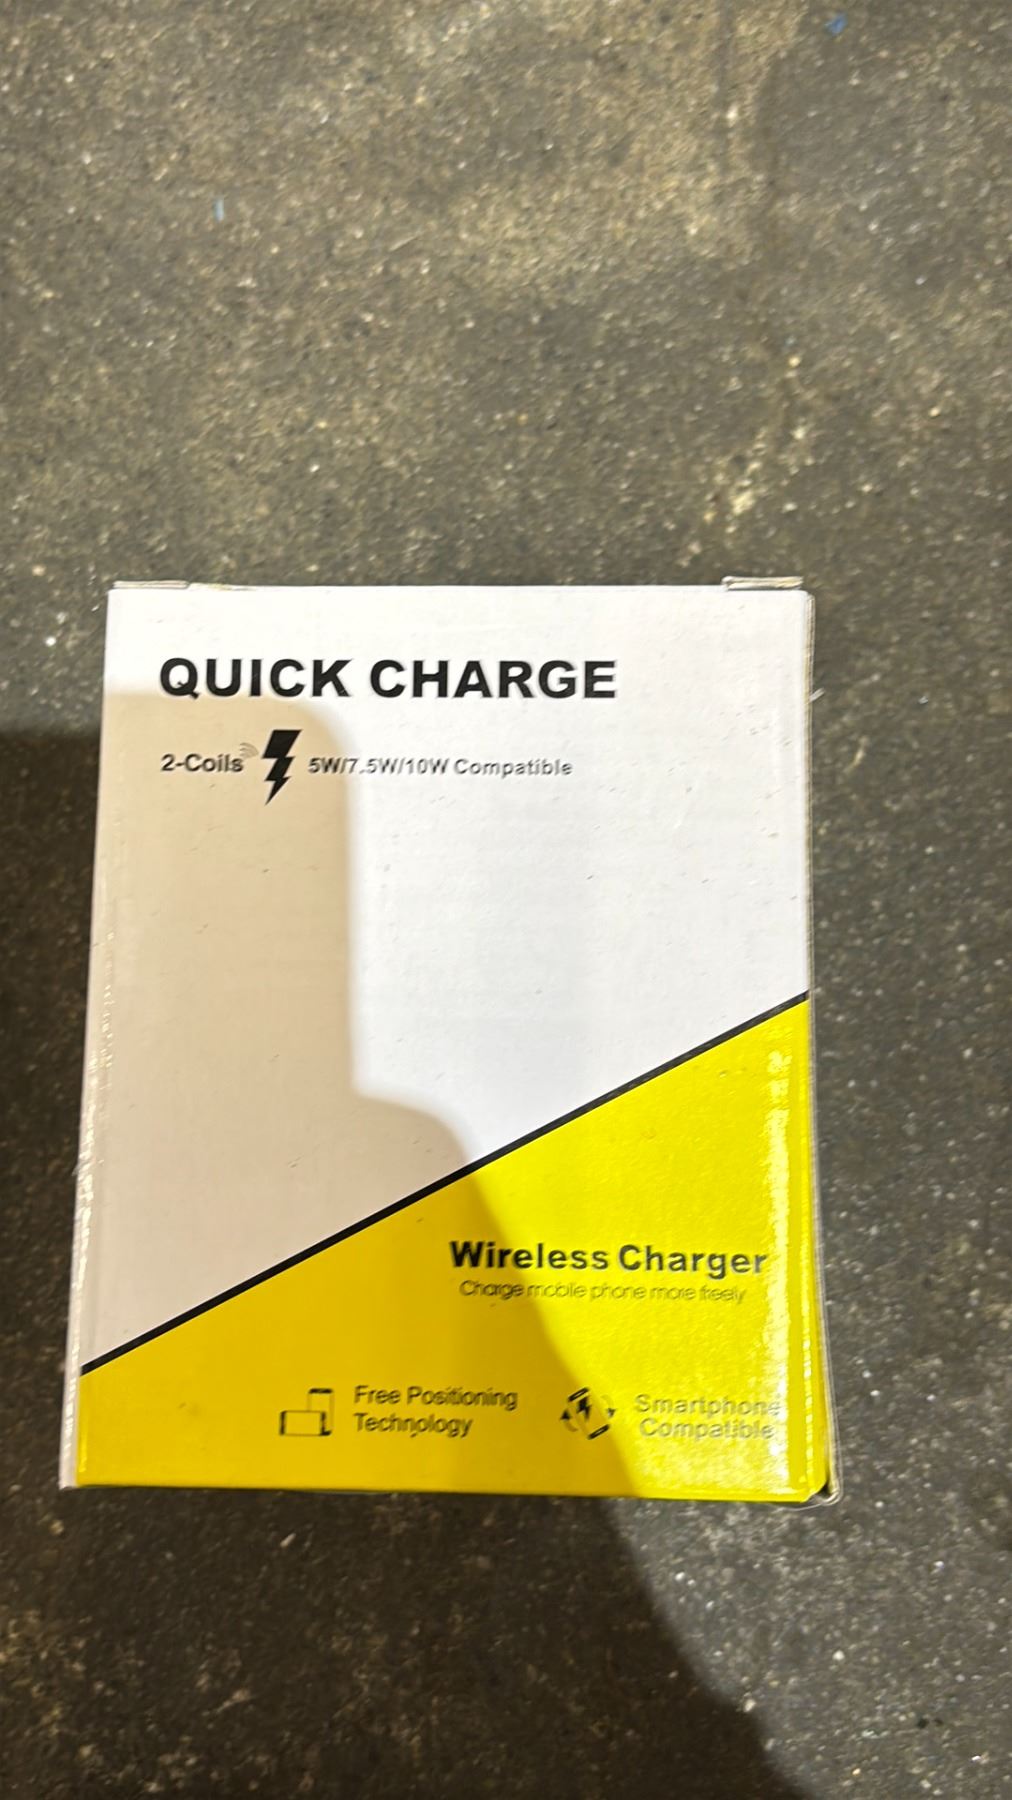 QUICK CHARGE
2-Coils 5W/7.5W/10W Compatible
Wireless Charger
Charge mobile phone more freely
Free Positioning
Technology
Smartphone
Compatible